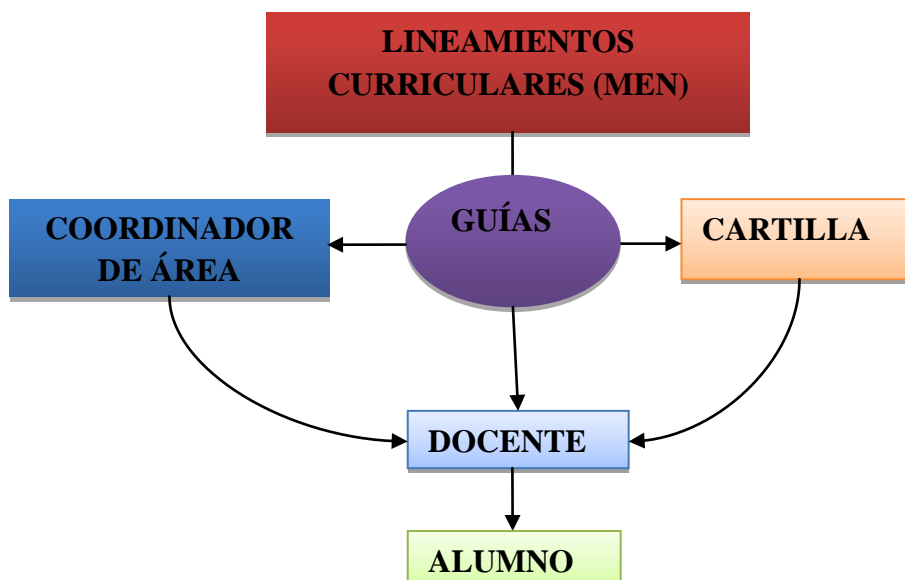 LINEAMIENTOS
CURRICULARES (MEN)
GUÍAS
COORDINADOR
DE ÁREA
CARTILLA
DOCENTE
ALUMNO